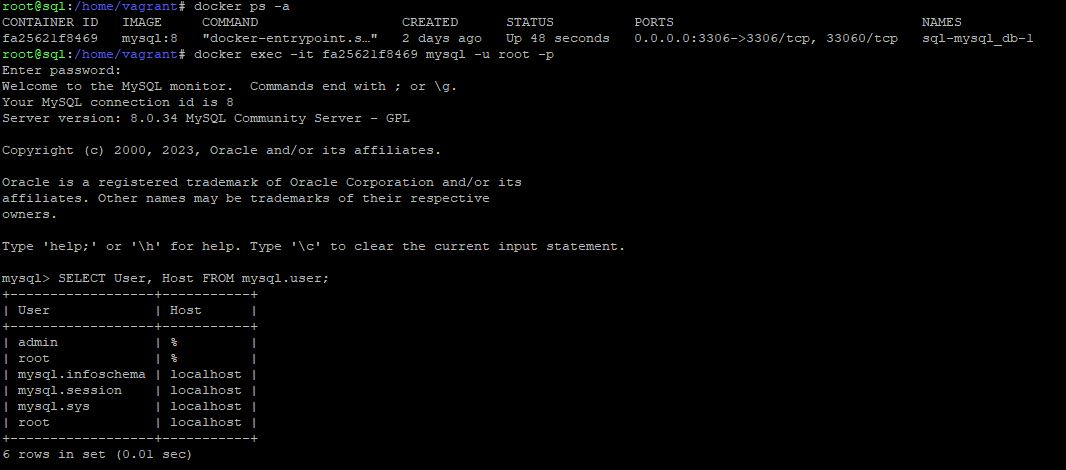 root@sql:/home/vagrant# docker ps -a
CONTAINER ID   IMAGE     COMMAND                  CREATED      STATUS          PORTS                               NAMES
fa25621f8469   mysql:8   "docker-entrypoint.s…"   2 days ago   Up 48 seconds   0.0.0.0:3306->3306/tcp, 33060/tcp   sql-mysql_db-1
root@sql:/home/vagrant# docker exec -it fa25621f8469 mysql -u root -p
Enter password:
Welcome to the MySQL monitor.  Commands end with ; or \g.
Your MySQL connection id is 8
Server version: 8.0.34 MySQL Community Server - GPL

Copyright (c) 2000, 2023, Oracle and/or its affiliates.

Oracle is a registered trademark of Oracle Corporation and/or its
affiliates. Other names may be trademarks of their respective
owners.

Type 'help;' or '\h' for help. Type '\c' to clear the current input statement.

mysql> SELECT User, Host FROM mysql.user;
+------------------+-----------+
| User             | Host      |
+------------------+-----------+
| admin            | %         |
| root             | %         |
| mysql.infoschema | localhost |
| mysql.session    | localhost |
| mysql.sys        | localhost |
| root             | localhost |
+------------------+-----------+
6 rows in set (0.01 sec)